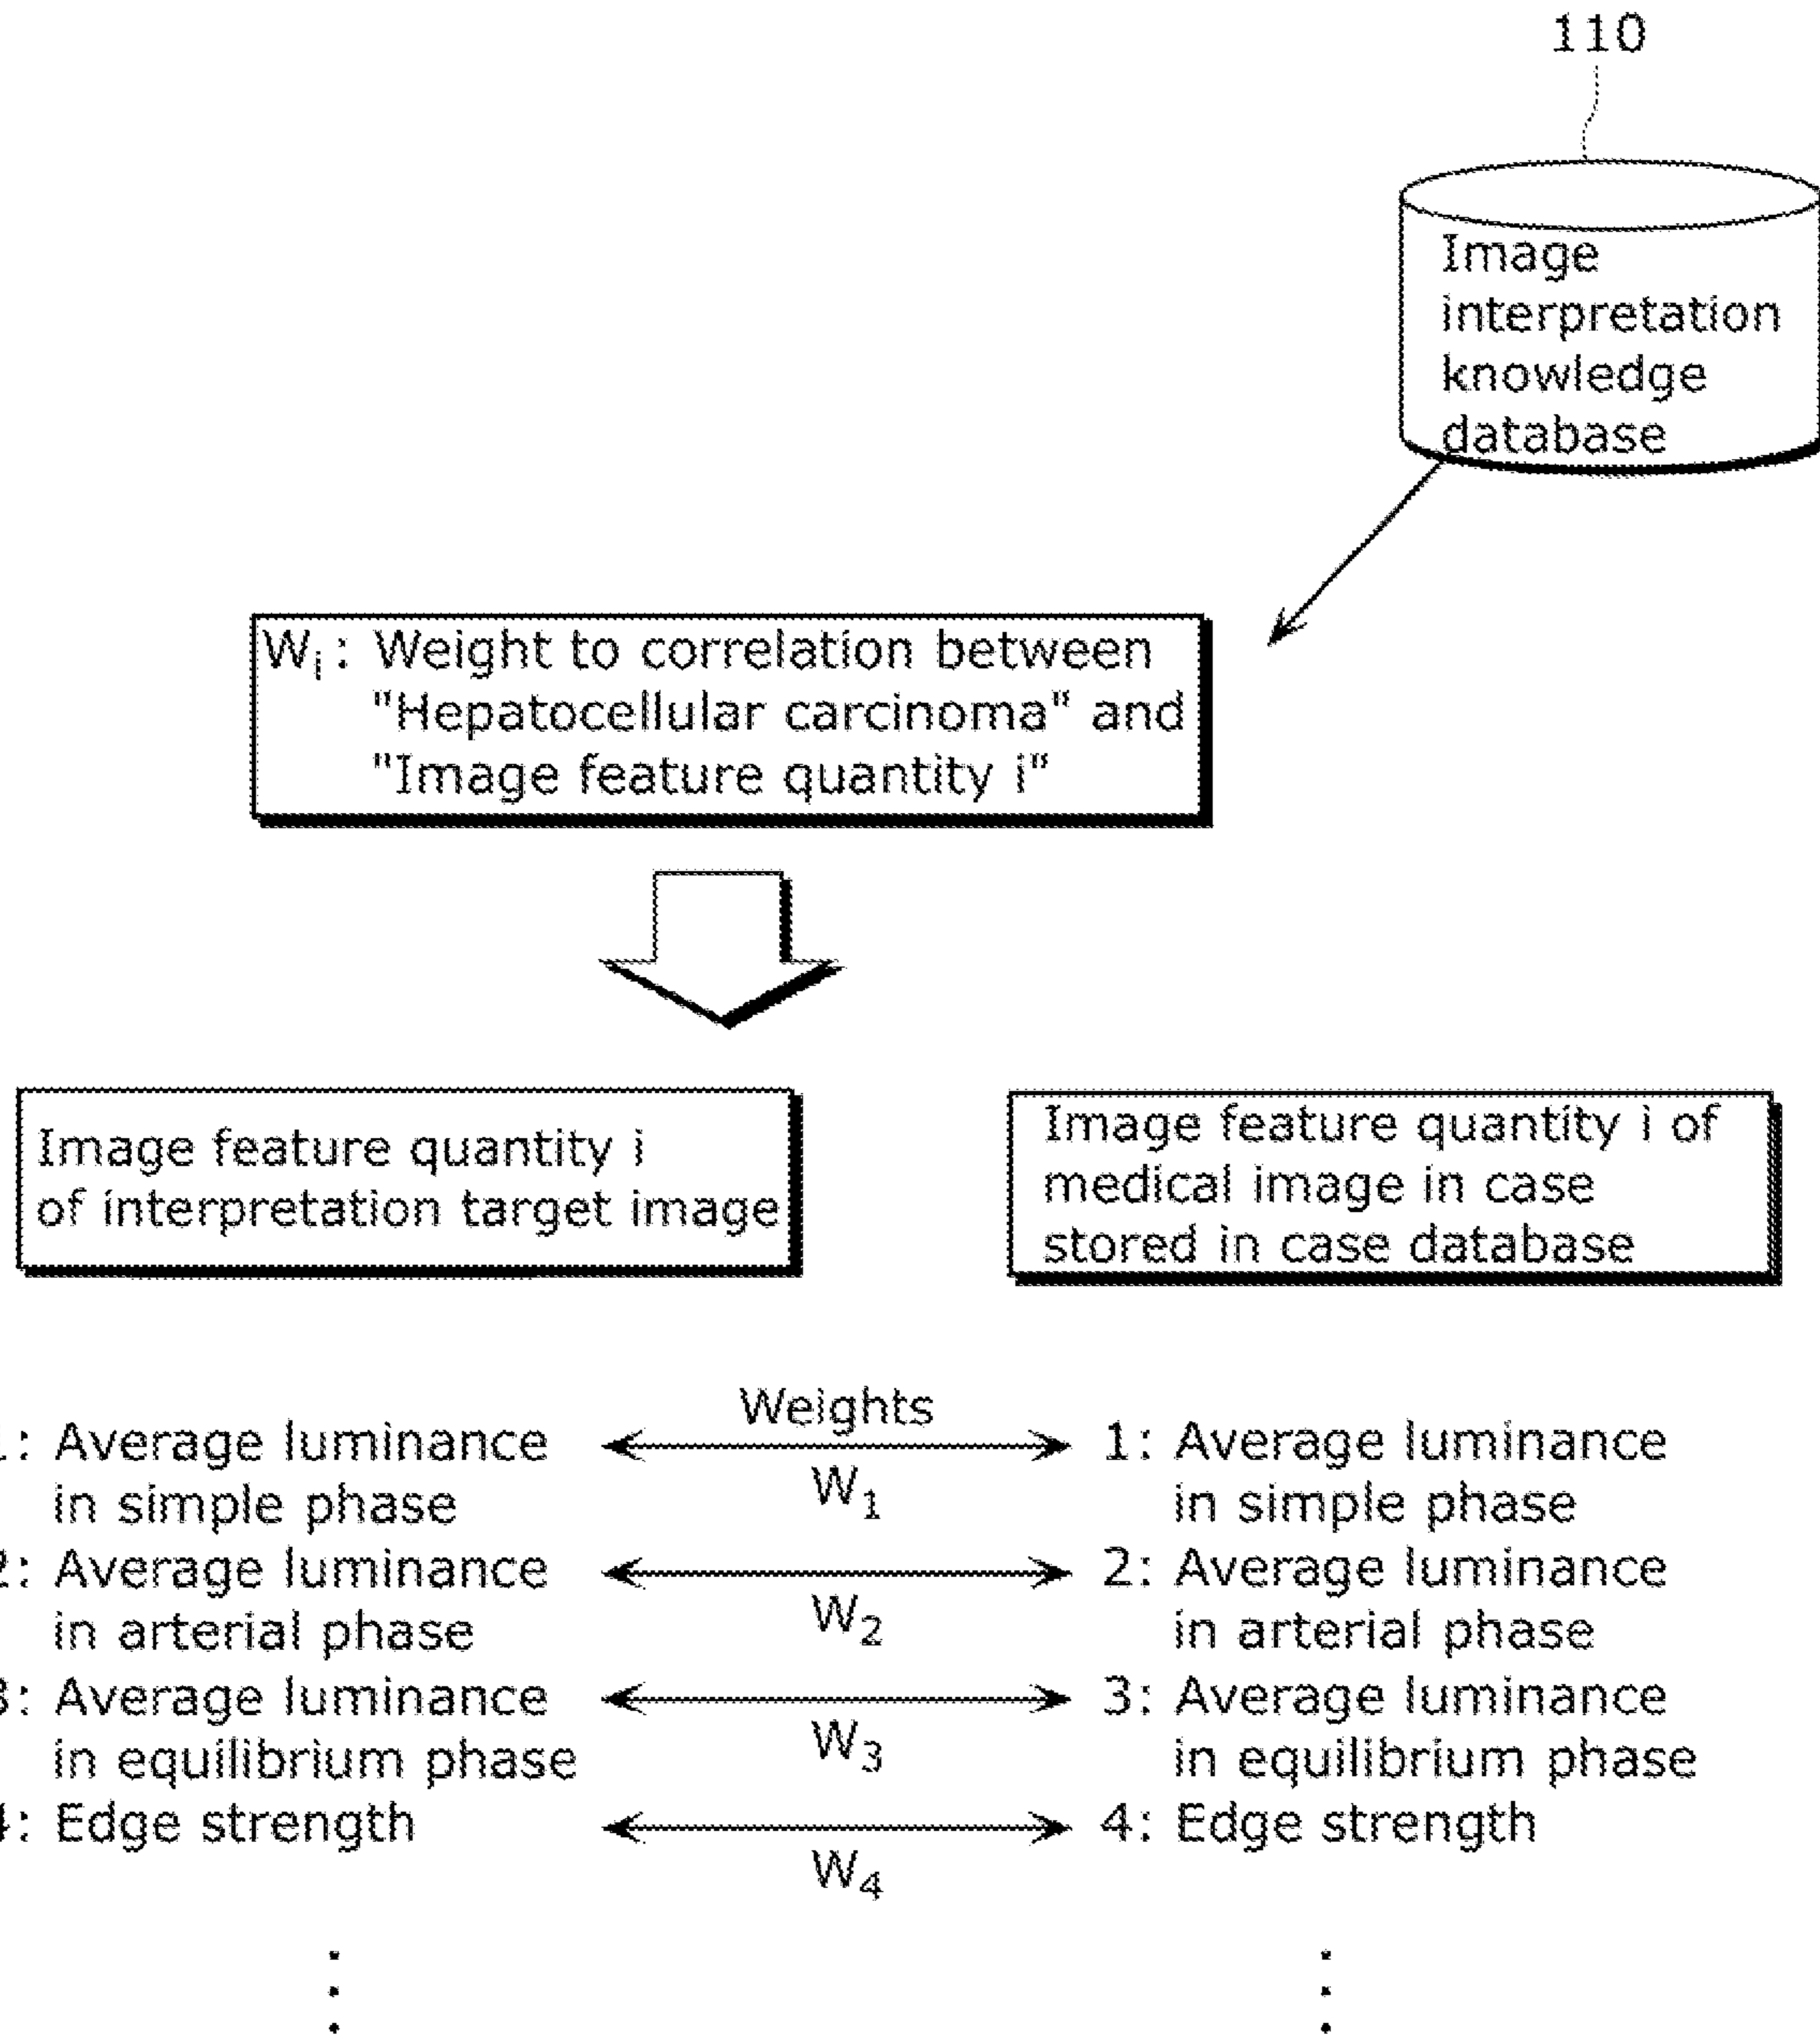 110
Image
interpretation
knowledge
database
Wi: Weight to correlation between
"Hepatocellular carcinoma" and
"Image feature quantity i"
Image feature quantity i
of interpretation target image
Image feature quantity i of
medical image in case
stored in case database
Weights
1: Average luminance
in simple phase
W1
1: Average luminance
in simple phase
2: Average luminance
in arterial phase
W2
2: Average luminance
in arterial phase
3: Average luminance
in equilibrium phase
W3
3: Average luminance
in equilibrium phase
4: Edge strength
W4
4: Edge strength